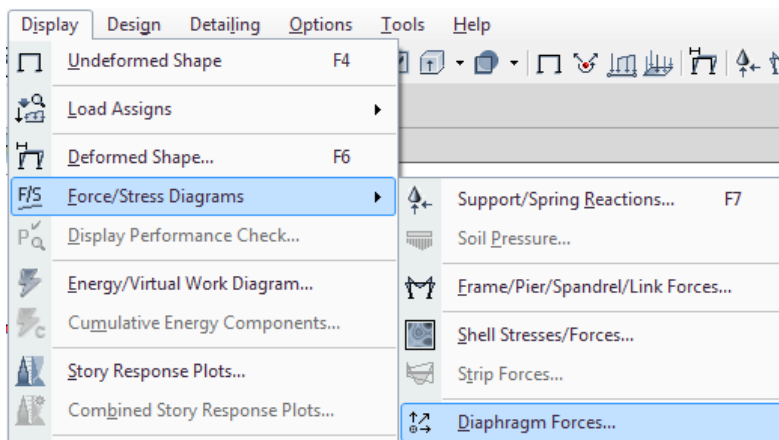 Display Design Detailing Options Tools Help
Undeformed Shape F4
Load Assigns
Deformed Shape... F6
F/S Force/Stress Diagrams
Display Performance Check...
Energy/Virtual Work Diagram...
Cumulative Energy Components...
Story Response Plots...
Combined Story Response Plots...
Support/Spring Reactions... F7
Soil Pressure...
Frame/Pier/Spandrel/Link Forces...
Shell Stresses/Forces...
Strip Forces...
Diaphragm Forces...